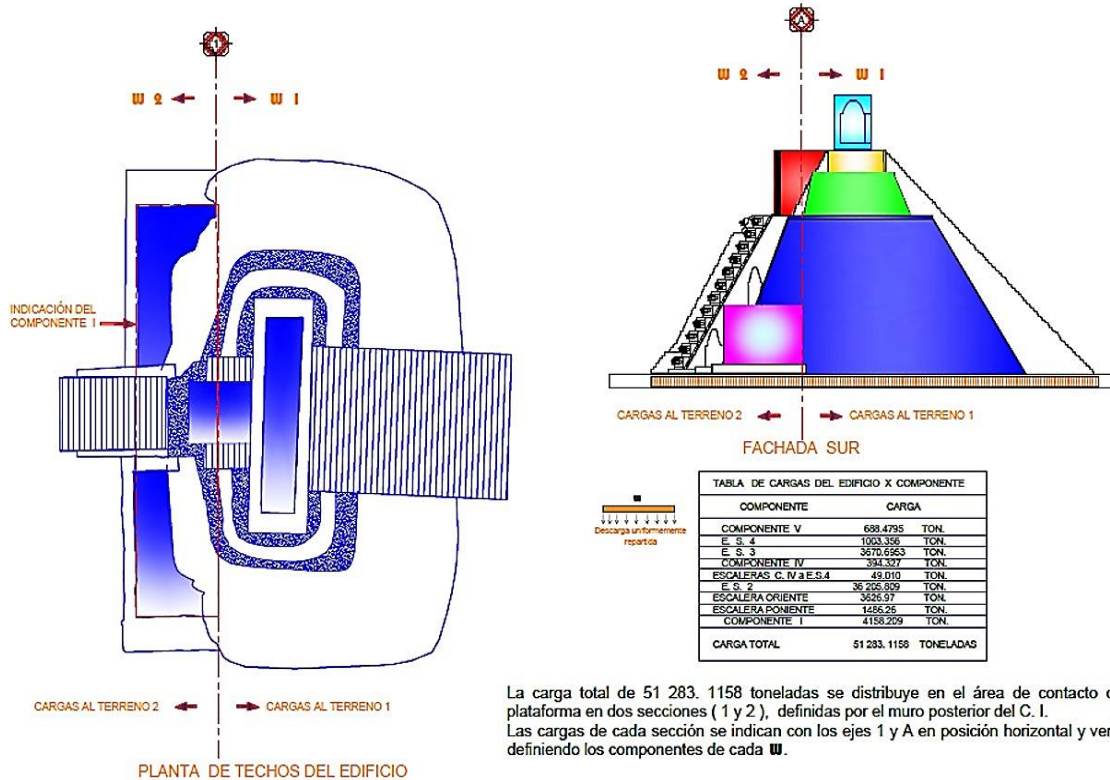 1
W 2
W 1
INDICACIÓN DEL
COMPONENTE I
CARGAS AL TERRENO 2
CARGAS AL TERRENO 1
PLANTA DE TECHOS DEL EDIFICIO
A
W 2
W 1
CARGAS AL TERRENO 2
CARGAS AL TERRENO 1
FACHADA SUR
W
Descarga uniformemente
repartida
TABLA DE CARGAS DEL EDIFICIO X COMPONENTE
COMPONENTE CARGA
COMPONENTE V 688.4795 TON.
E. S. 4 1003.356 TON.
E. S. 3 3670.6953 TON.
COMPONENTE IV 394.327 TON.
ESCALERAS C. IV a E.S.4 49.010 TON.
E. S. 2 36 205.809 TON.
ESCALERA ORIENTE 3626.97 TON.
ESCALERA PONIENTE 1486.26 TON.
COMPONENTE I 4158.209 TON.
CARGA TOTAL 51 283. 1158 TONELADAS
La carga total de 51 283. 1158 toneladas se distribuye en el área de contacto
plataforma en dos secciones ( 1 y 2 ), definidas por el muro posterior del C. I.
Las cargas de cada sección se indican con los ejes 1 y A en posición horizontal y
definiendo los componentes de cada W.